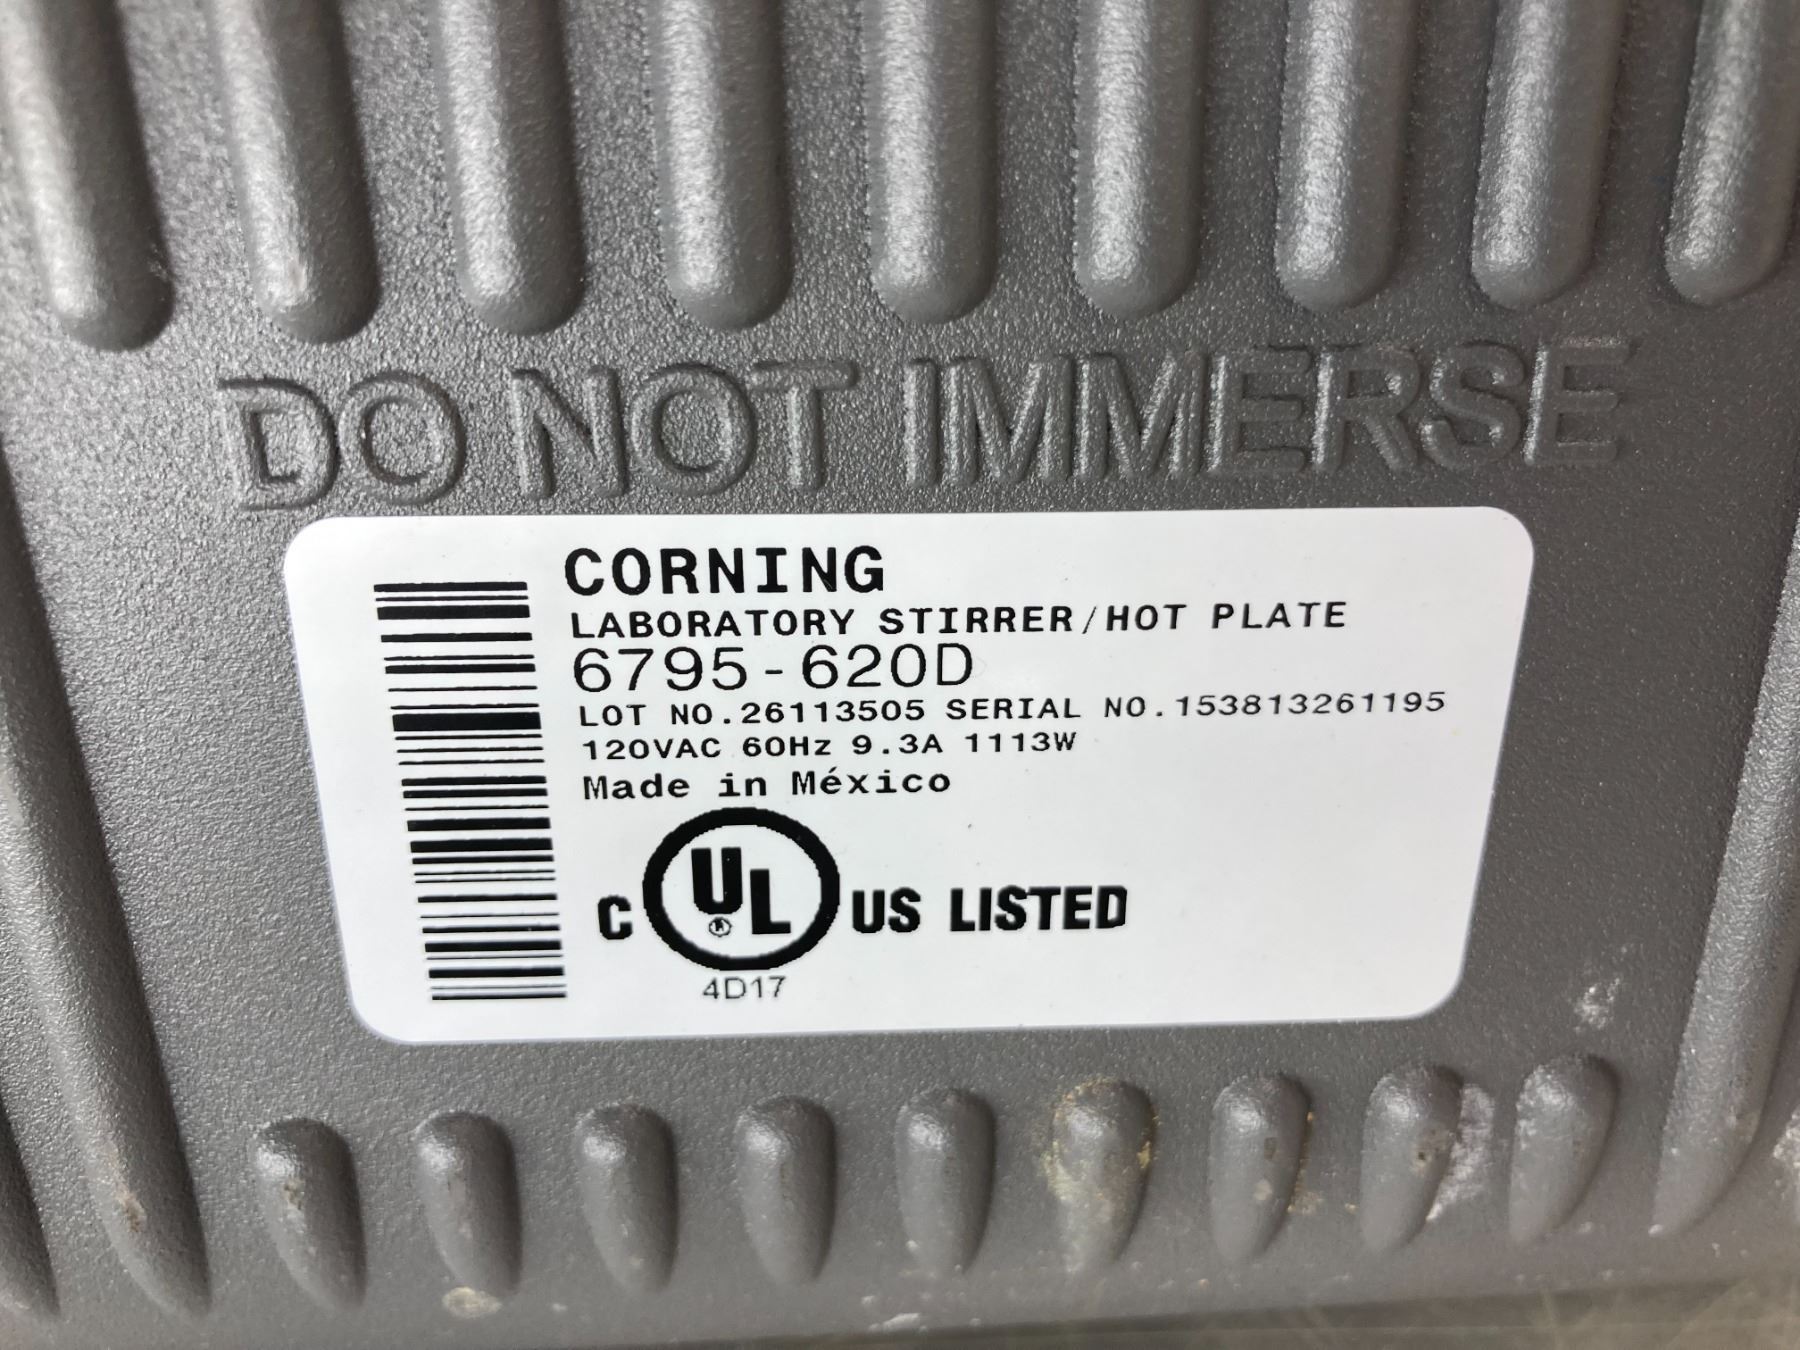 DO NOT IMMERSE
CORNING
LABORATORY STIRRER/HOT PLATE
6795-620D
LOT NO.26113505 SERIAL NO.153813261195
120VAC 60Hz 9.3A 1113W
Made in México
C UL® US LISTED
4D17